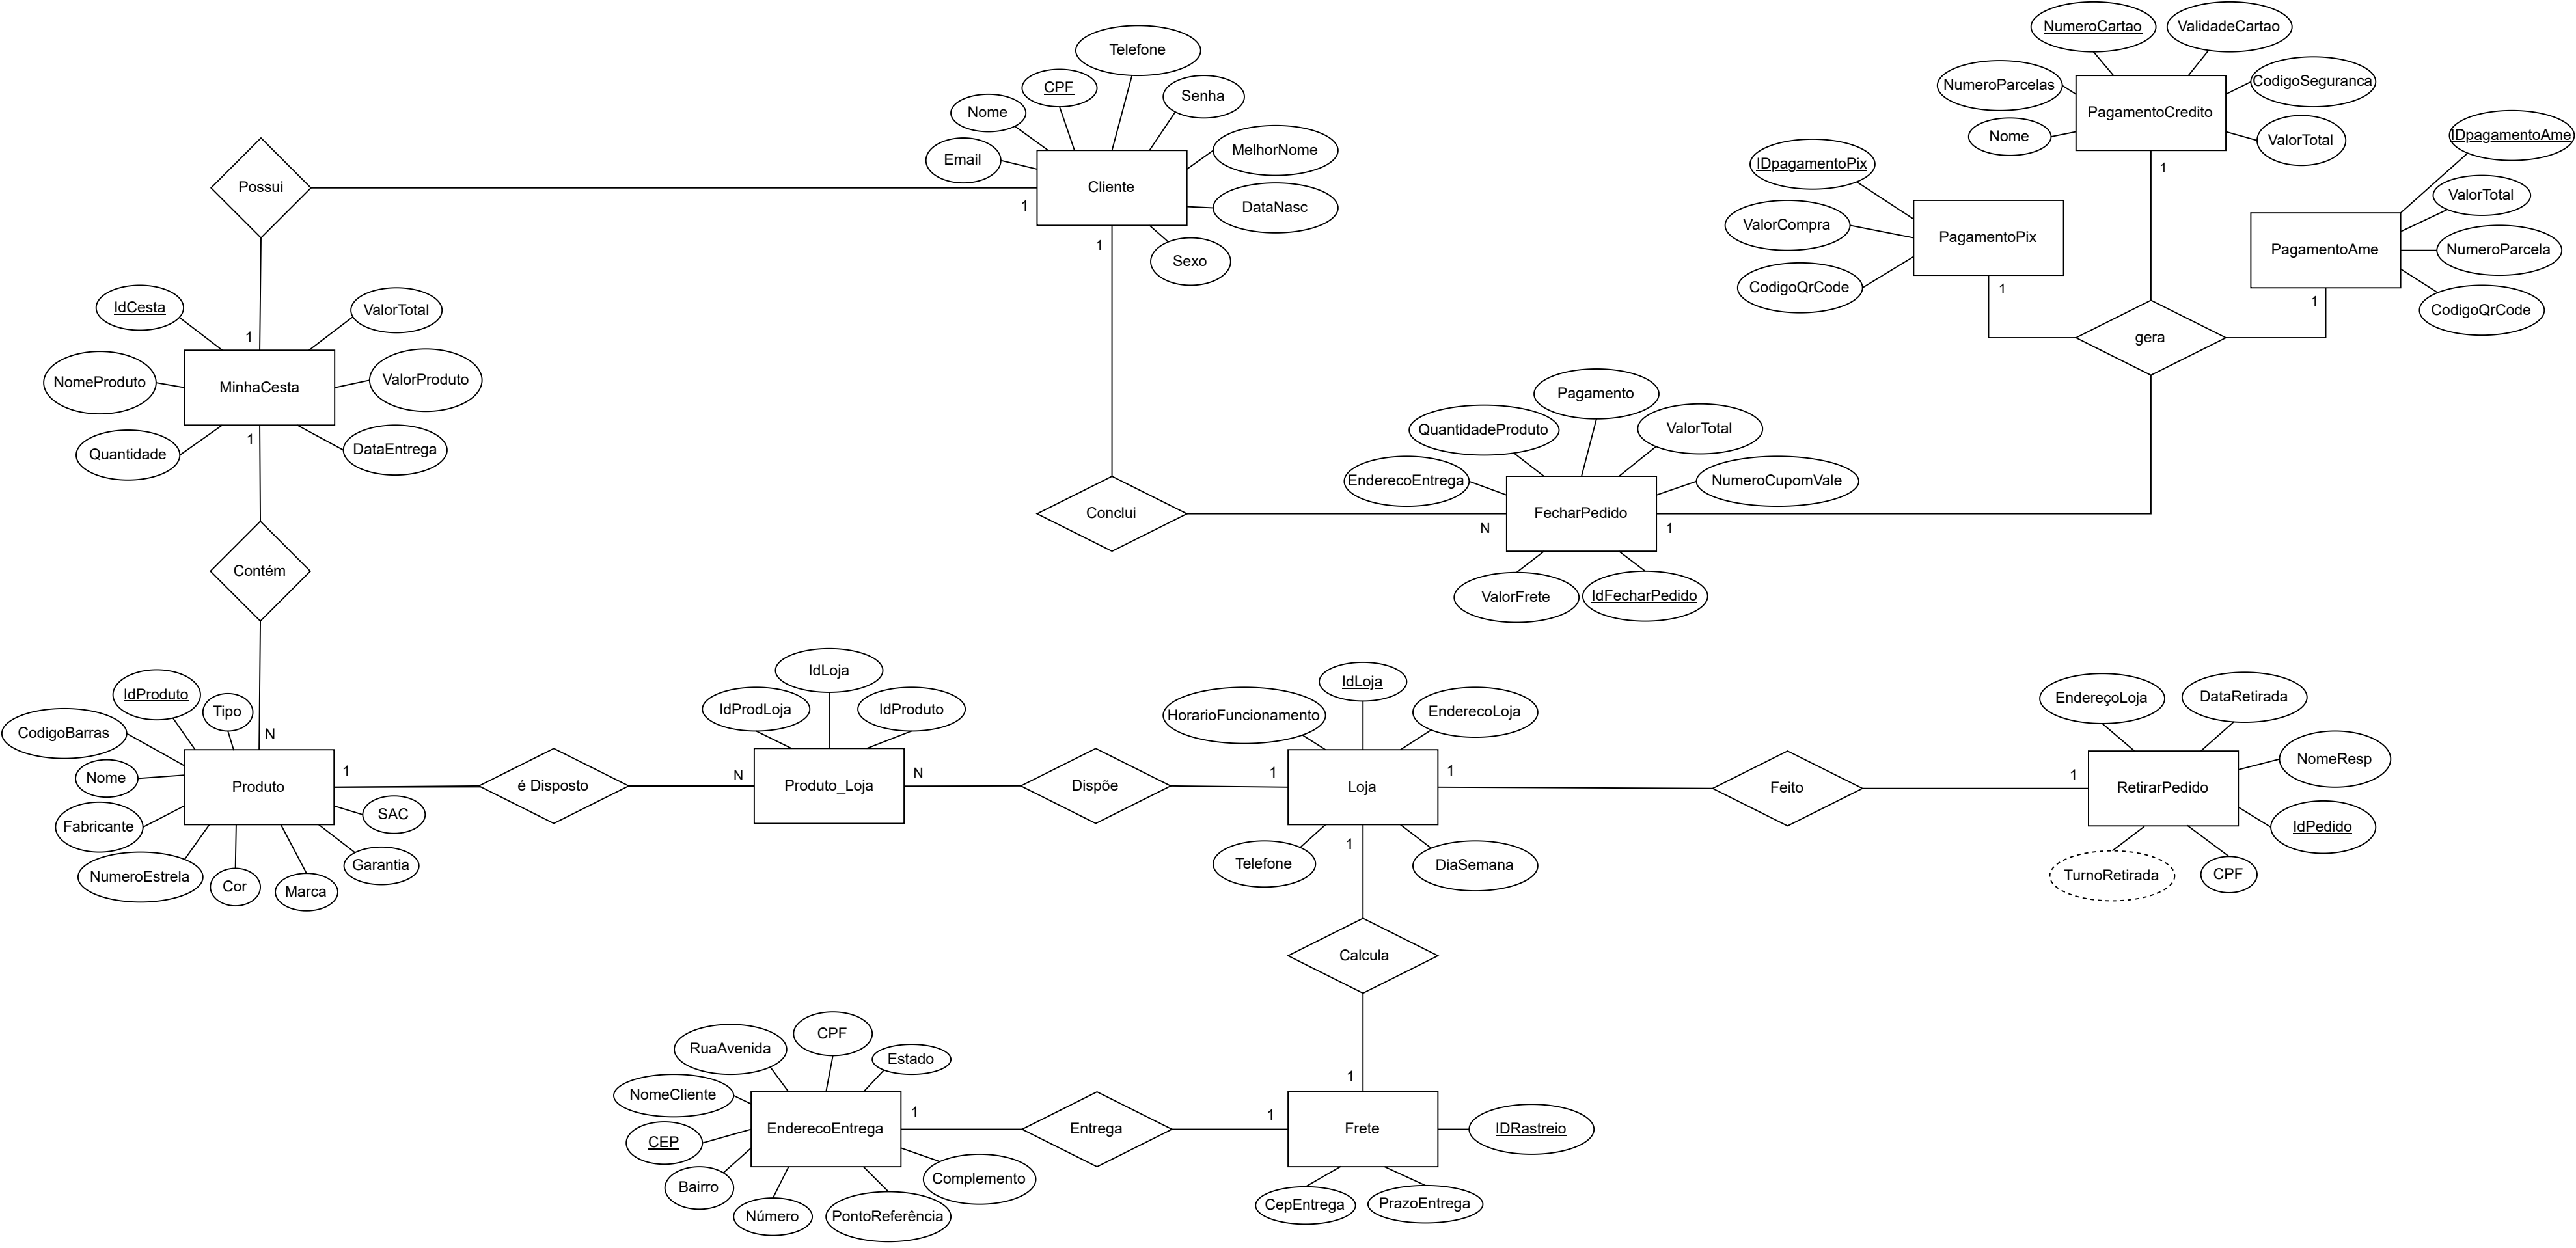 NumeroCartao
ValidadeCartao
Telefone
CPF
Senha
Nome
NumeroParcelas
CodigoSeguranca
PagamentoCredito
Nome
ValorTotal
IDpagamentoAme
MelhorNome
Email
Cliente
Possui
1
1
DataNasc
Sexo
IDpagamentoPix
ValorCompra
PagamentoPix
CodigoQrCode
1
1
ValorTotal
PagamentoAme
NumeroParcela
CodigoQrCode
1
gera
IdCesta
ValorTotal
1
NomeProduto
MinhaCesta
ValorProduto
1
Quantidade
DataEntrega
Pagamento
QuantidadeProduto
ValorTotal
EnderecoEntrega
NumeroCupomVale
Conclui
FecharPedido
N
1
ValorFrete
IdFecharPedido
Contém
IdProduto
Tipo
CodigoBarras
N
Nome
Produto
1
Fabricante
SAC
NumeroEstrela
Cor
Marca
Garantia
é Disposto
IdLoja
IdProdLoja
IdProduto
N
Produto_Loja
N
Dispõe
IdLoja
HorarioFuncionamento
EnderecoLoja
1
Loja
1
1
Telefone
DiaSemana
Feito
EndereçoLoja
DataRetirada
NomeResp
1
RetirarPedido
IdPedido
TurnoRetirada
CPF
Calcula
1
CPF
RuaAvenida
Estado
NomeCliente
EnderecoEntrega
1
Entrega
1
Frete
IDRastreio
CEP
Bairro
Complemento
Número
PontoReferência
CepEntrega
PrazoEntrega